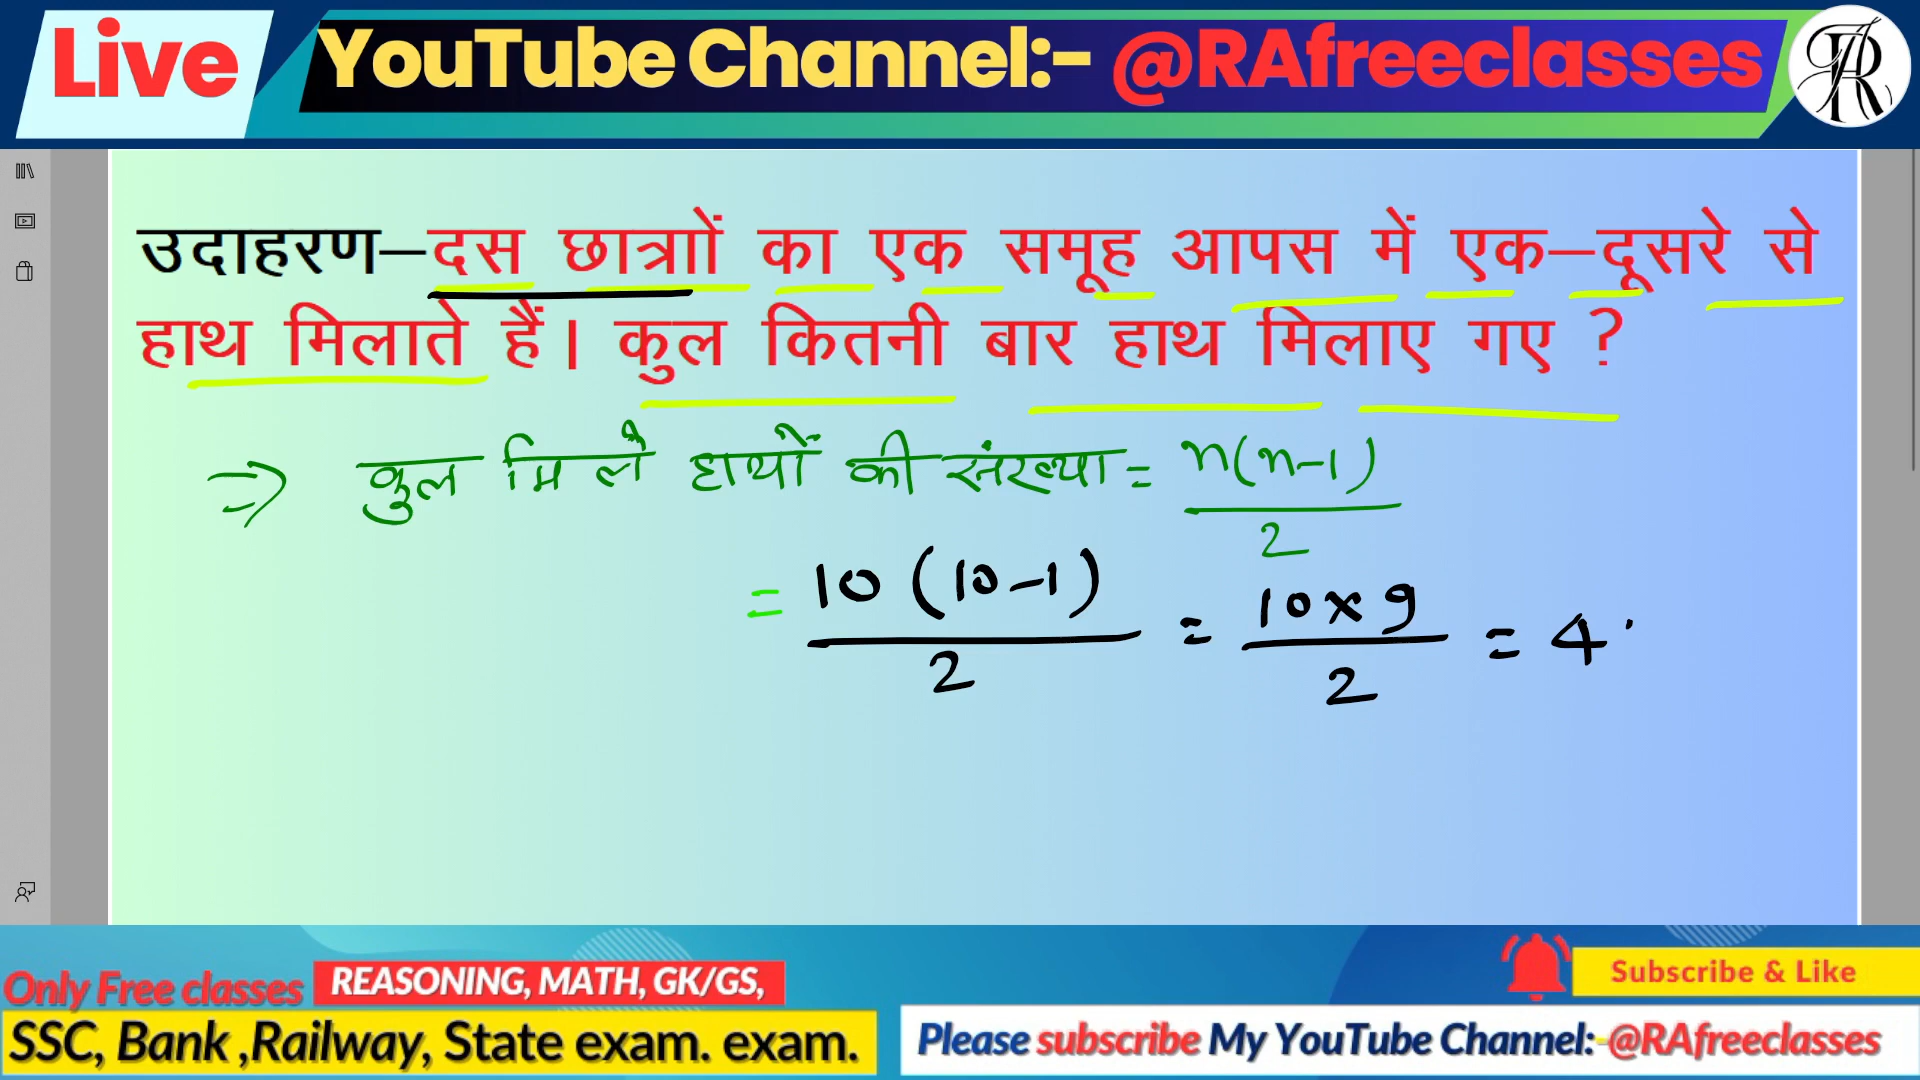 Live
YouTube Channel:- @RAfreeclasses
उदाहरण–दस छात्राों का एक समूह आपस में एक–दूसरे से
हाथ मिलाते हैं। कुल कितनी बार हाथ मिलाए गए ?
⇒ कुल मिले हाथों की संख्या = n(n-1)
2
= 10 (10-1) = 10 x 9 = 4
2 2
Only Free classes REASONING, MATH, GK/GS,
SSC, Bank ,Railway, State exam. exam.
Subscribe & Like
Please subscribe My YouTube Channel:-@RAfreeclasses